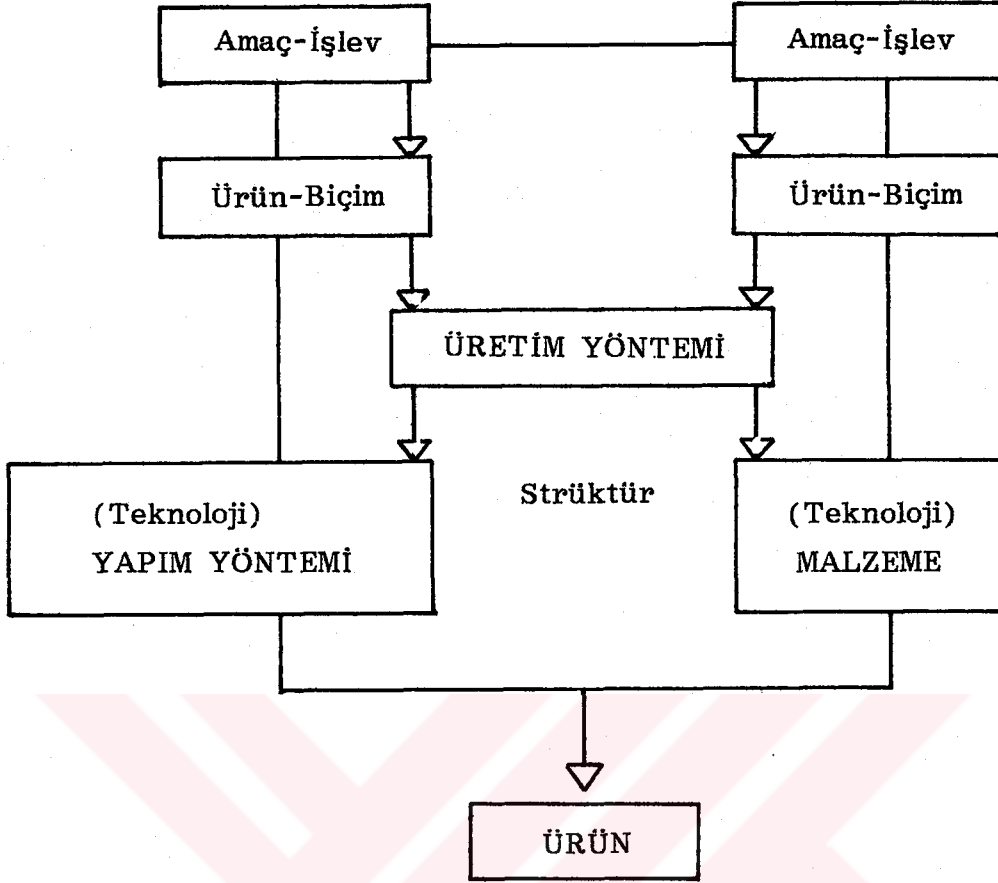 Amaç-İşlev
Amaç-İşlev
Ürün-Biçim
Ürün-Biçim
ÜRETİM YÖNTEMİ
Strüktür
(Teknoloji)
YAPIM YÖNTEMİ
(Teknoloji)
MALZEME
ÜRÜN